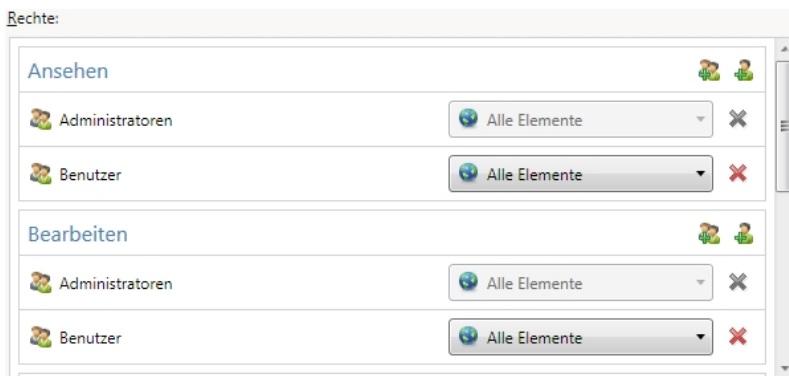 Rechte:
Ansehen
Administratoren Alle Elemente
Benutzer Alle Elemente
Bearbeiten
Administratoren Alle Elemente
Benutzer Alle Elemente